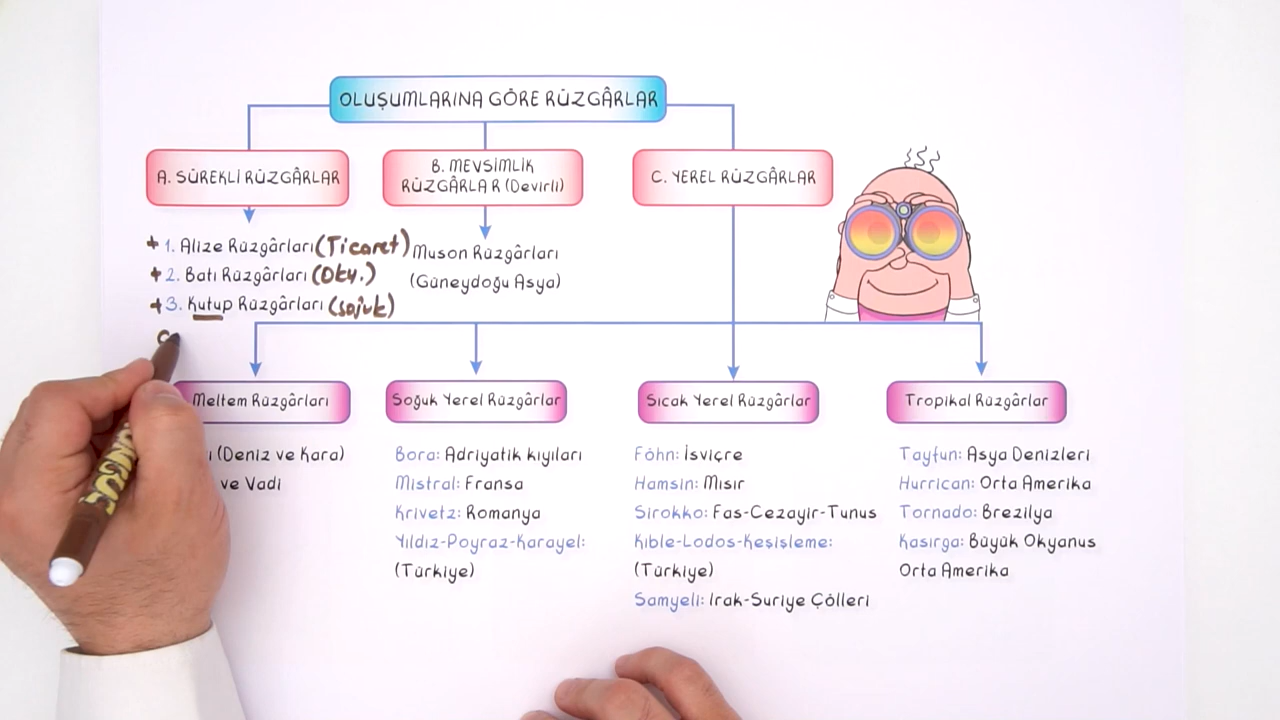 OLUŞUMLARINA GÖRE RÜZGÂRLAR
A. SÜREKLİ RÜZGÂRLAR
1. Alize Rüzgârları (Ticaret)
2. Batı Rüzgârları (Oky.)
3. Kutup Rüzgârları (soğuk)
B. MEVSİMLİK
RÜZGÂRLAR (Devirli)
Muson Rüzgârları
(Güneydoğu Asya)
C. YEREL RÜZGÂRLAR
Meltem Rüzgârları
(Deniz ve Kara)
ve Vadi
Soğuk Yerel Rüzgârlar
Bora: Adriyatik kıyıları
Mistral: Fransa
Krivetz: Romanya
Yıldız-Poyraz-Karayel:
(Türkiye)
Sıcak Yerel Rüzgârlar
Föhn: İsviçre
Hamsin: Mısır
Sirokko: Fas-Cezayir-Tunus
Kıble-Lodos-Keşişleme:
(Türkiye)
Samyeli: Irak-Suriye Çölleri
Tropikal Rüzgârlar
Tayfun: Asya Denizleri
Hurrican: Orta Amerika
Tornado: Brezilya
Kasırga: Büyük Okyanus
Orta Amerika